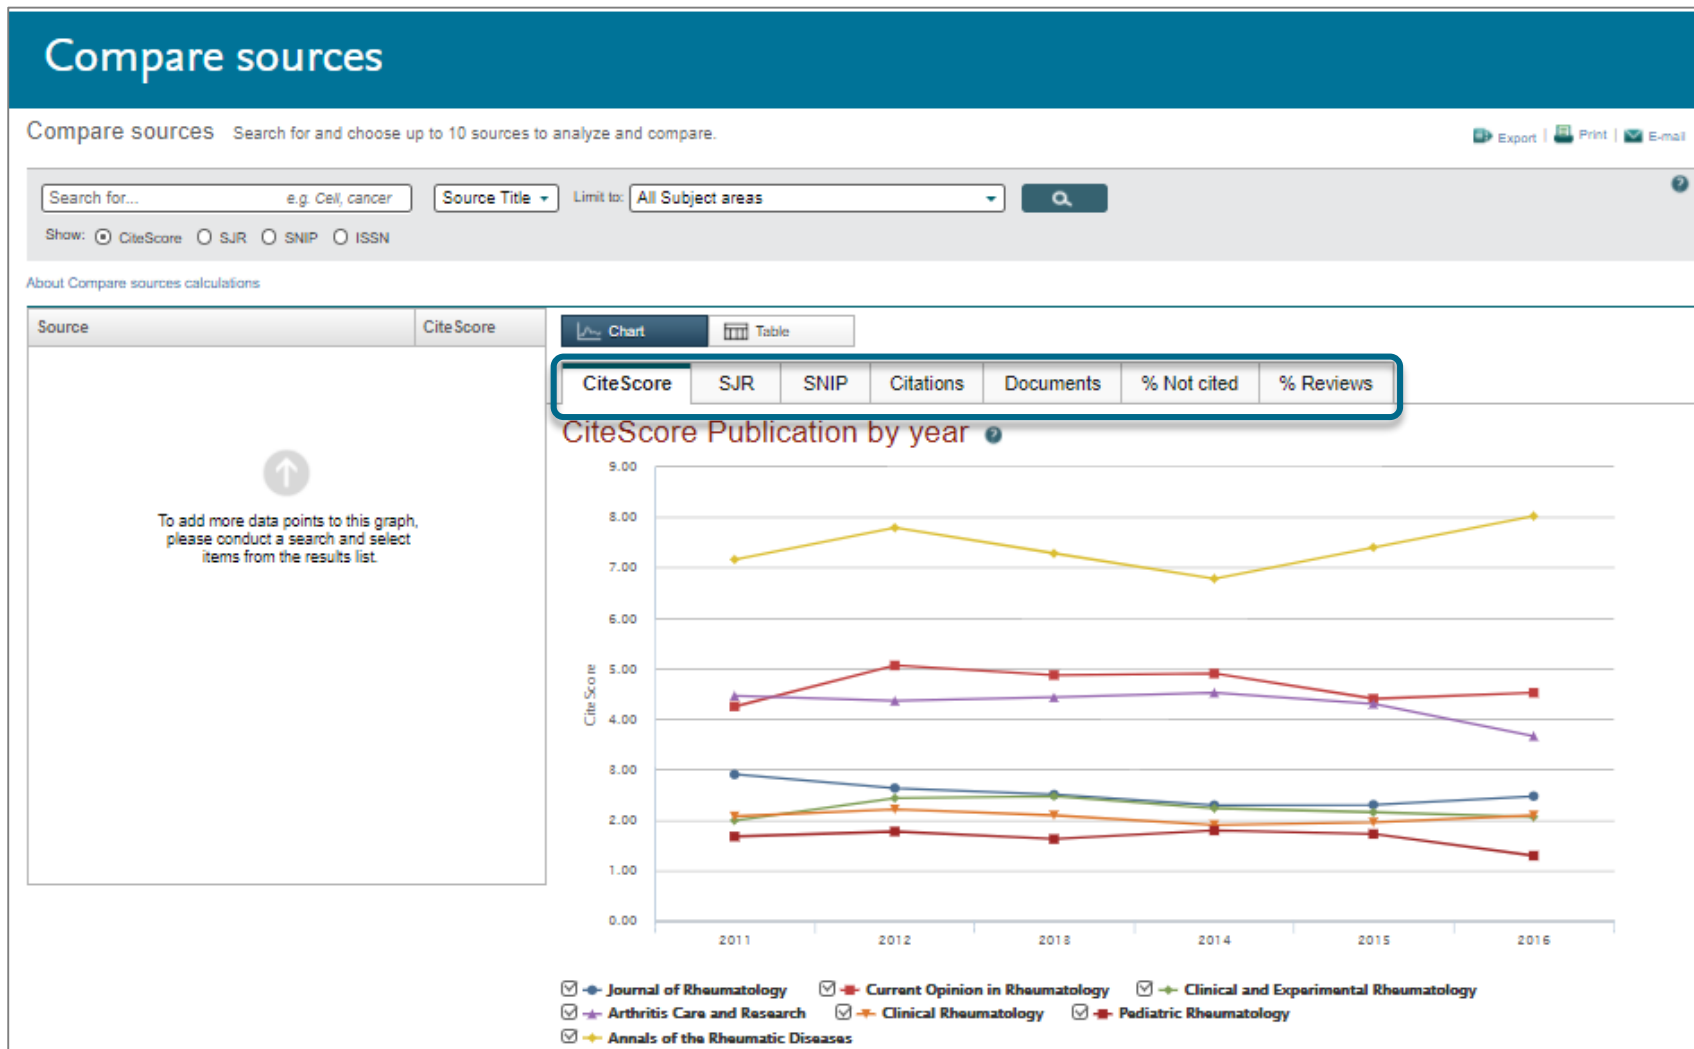 Compare sources
Compare sources Search for and choose up to 10 sources to analyze and compare.
Export | Print | E-mail
Search for... e.g. Cell, cancer Source Title Limit to: All Subject areas
?
Show: CiteScore SJR SNIP ISSN
About Compare sources calculations
Source CiteScore
Chart Table
CiteScore SJR SNIP Citations Documents % Not cited % Reviews
CiteScore Publication by year ?
To add more data points to this graph,
please conduct a search and select
items from the results list.
CiteScore
9.00
8.00
7.00
6.00
5.00
4.00
3.00
2.00
1.00
0.00
2011 2012 2013 2014 2015 2016
Journal of Rheumatology Current Opinion in Rheumatology Clinical and Experimental Rheumatology
Arthritis Care and Research Clinical Rheumatology Pediatric Rheumatology
Annals of the Rheumatic Diseases